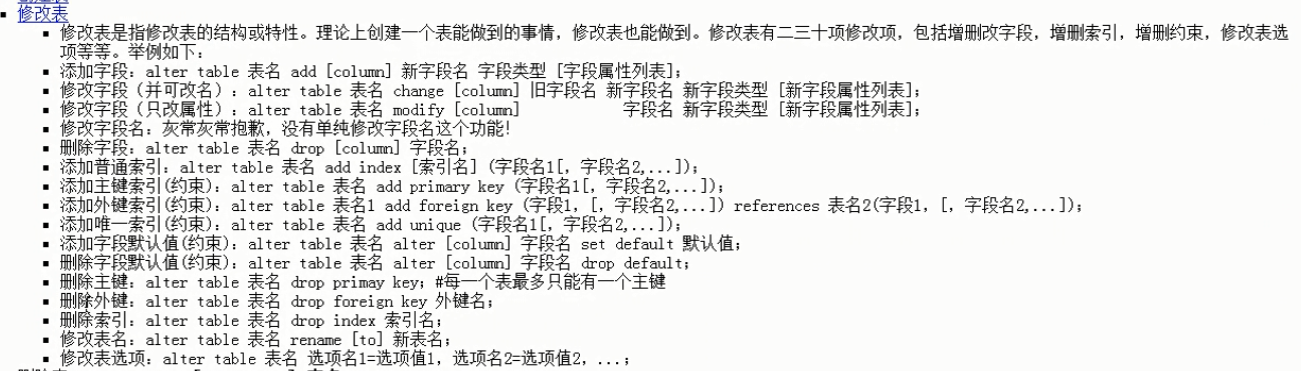 修改表
修改表是指修改表的结构或特性。理论上创建一个表能做到的事情，修改表也能做到。修改表有二三十项修改项，包括增删改字段，增删索引，增删约束，修改表选
项等等。举例如下：
添加字段：alter table 表名 add [column] 新字段名 字段类型 [字段属性列表];
修改字段（并可改名）：alter table 表名 change [column] 旧字段名 新字段名 新字段类型 [新字段属性列表];
修改字段（只改属性）：alter table 表名 modify [column] 字段名 新字段类型 [新字段属性列表];
修改字段名：灰常灰常抱歉，没有单纯修改字段名这个功能！
删除字段：alter table 表名 drop [column] 字段名;
添加普通索引：alter table 表名 add index [索引名] (字段名1[, 字段名2,...]);
添加主键索引(约束)：alter table 表名 add primary key (字段名1[, 字段名2,...]);
添加外键索引(约束)：alter table 表名1 add foreign key (字段1, [, 字段名2,...]) references 表名2(字段1, [, 字段名2,...]);
添加唯一索引(约束)：alter table 表名 add unique (字段名1[, 字段名2,...]);
添加字段默认值(约束)：alter table 表名 alter [column] 字段名 set default 默认值;
删除字段默认值(约束)：alter table 表名 alter [column] 字段名 drop default;
删除主键：alter table 表名 drop primay key; #每一个表最多只能有一个主键
删除外键：alter table 表名 drop foreign key 外键名;
删除索引：alter table 表名 drop index 索引名;
修改表名：alter table 表名 rename [to] 新表名;
修改表选项：alter table 表名 选项名1=选项值1, 选项名2=选项值2, ...;